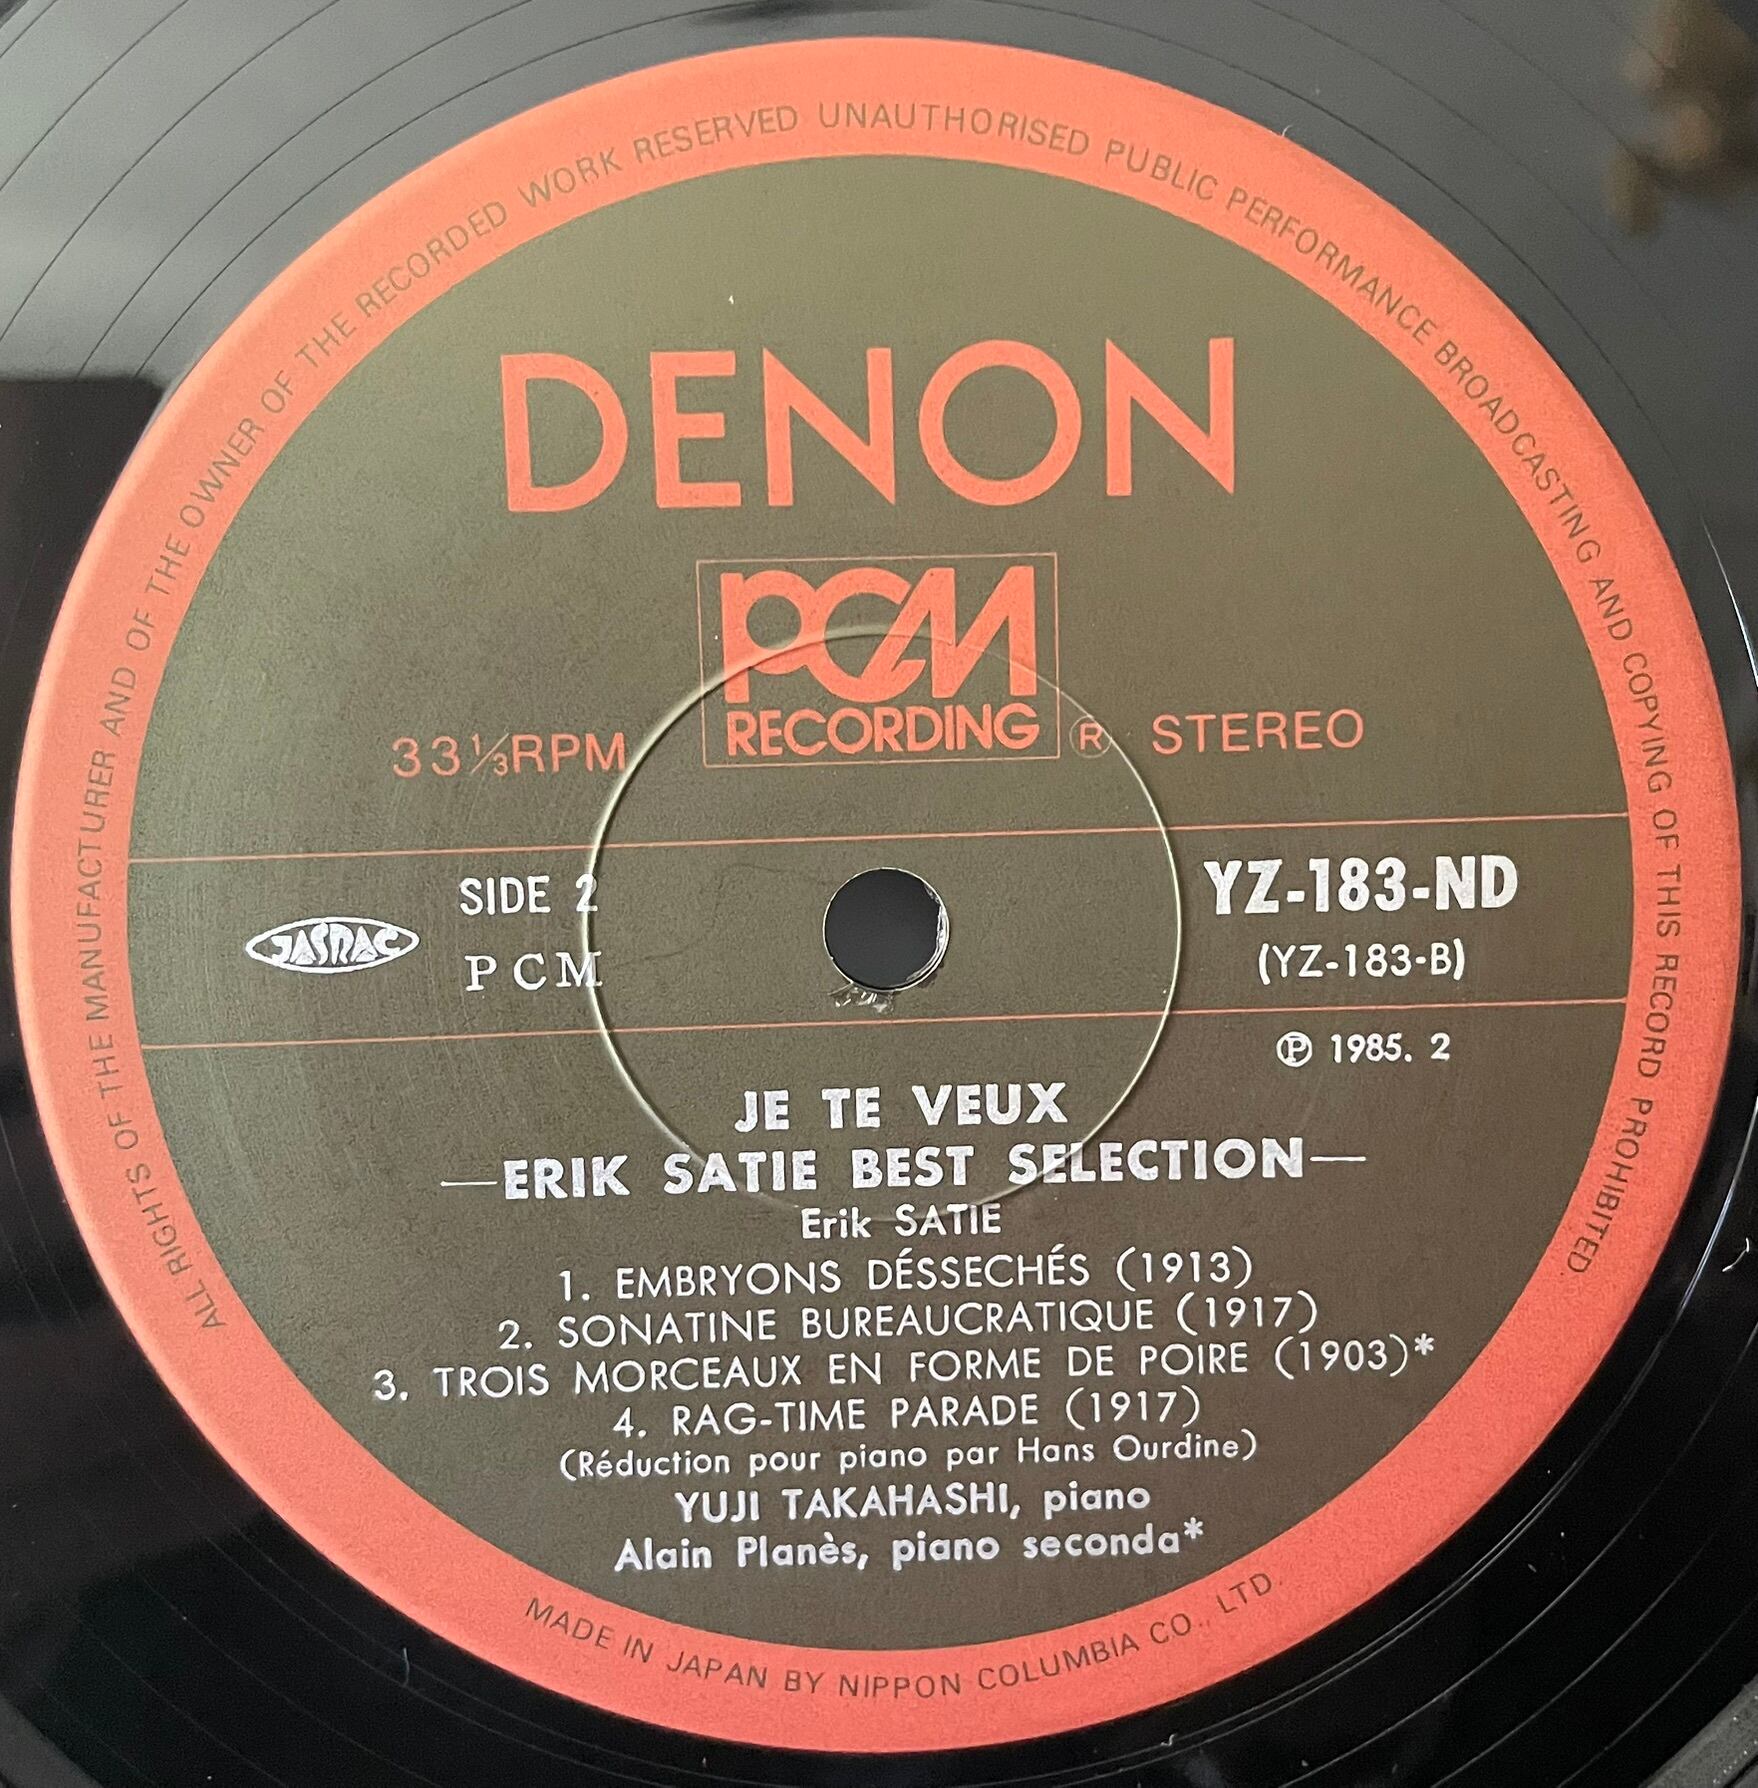 ALL RIGHTS OF THE MANUFACTURER AND OF THE OWNER OF THE RECORDED WORK RESERVED UNAUTHORISED PUBLIC PERFORMANCE BROADCASTING AND COPYING OF THIS RECORD PROHIBITED
DENON
PCM
RECORDING
33⅓RPM
® STEREO
JASRAC
SIDE 2
PCM
YZ-183-ND
(YZ-183-B)
Ⓟ 1985. 2
JE TE VEUX
—ERIK SATIE BEST SELECTION—
Erik SATIE
1. EMBRYONS DÉSSECHÉS (1913)
2. SONATINE BUREAUCRATIQUE (1917)
3. TROIS MORCEAUX EN FORME DE POIRE (1903)*
4. RAG-TIME PARADE (1917)
(Réduction pour piano par Hans Ourdine)
YUJI TAKAHASHI, piano
Alain Planès, piano seconda*
MADE IN JAPAN BY NIPPON COLUMBIA CO., LTD.